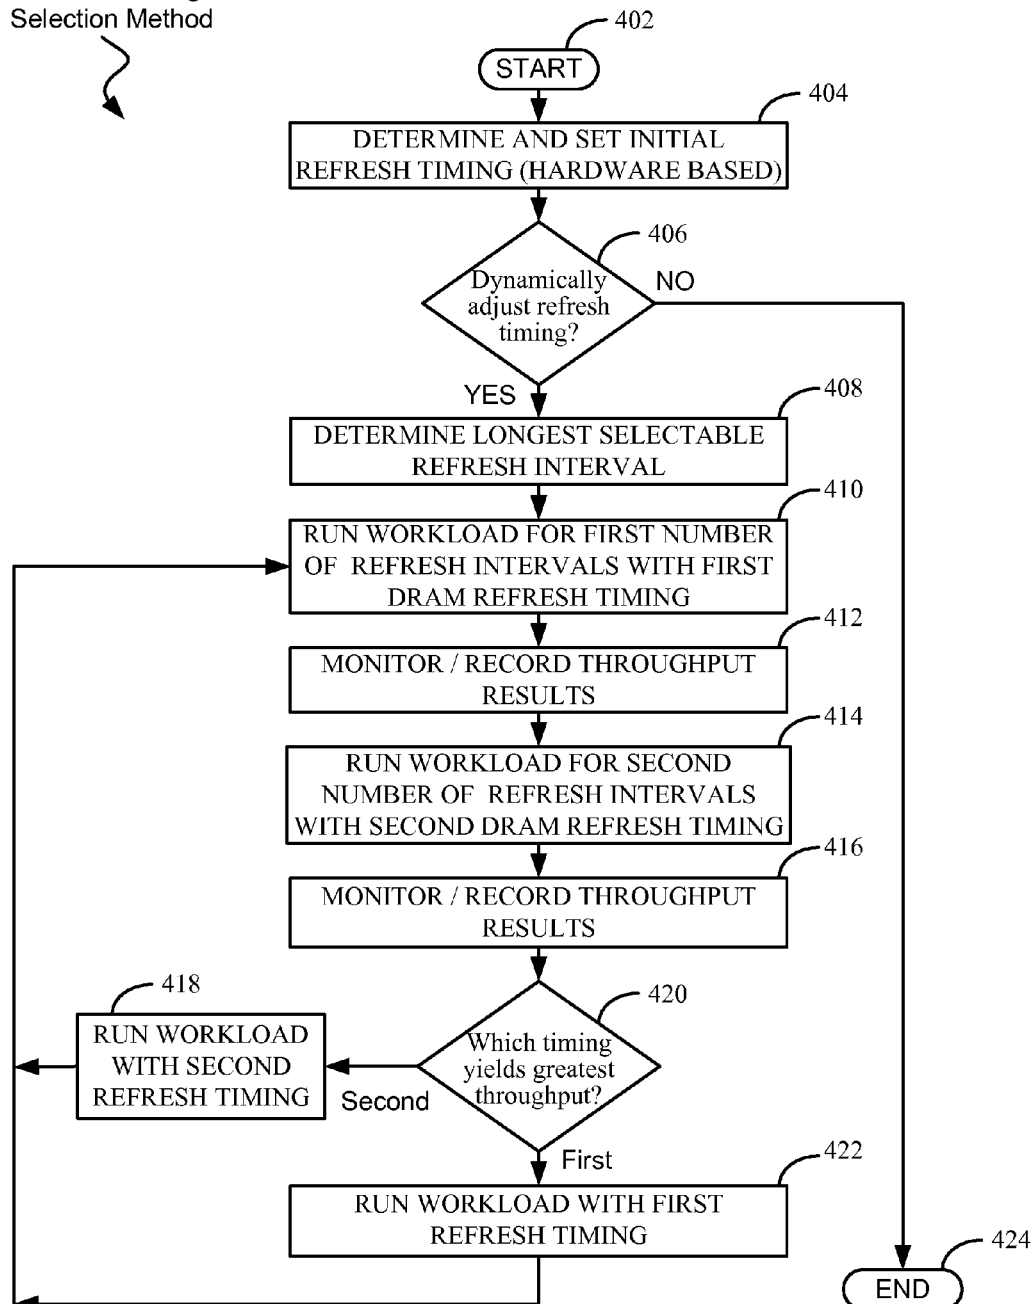 Selection Method
402
START
404
DETERMINE AND SET INITIAL
REFRESH TIMING (HARDWARE BASED)
406
Dynamically
adjust refresh
timing?
NO
YES
408
DETERMINE LONGEST SELECTABLE
REFRESH INTERVAL
410
RUN WORKLOAD FOR FIRST NUMBER
OF REFRESH INTERVALS WITH FIRST
DRAM REFRESH TIMING
412
MONITOR / RECORD THROUGHPUT
RESULTS
414
RUN WORKLOAD FOR SECOND
NUMBER OF REFRESH INTERVALS
WITH SECOND DRAM REFRESH TIMING
416
MONITOR / RECORD THROUGHPUT
RESULTS
418
RUN WORKLOAD
WITH SECOND
REFRESH TIMING
420
Which timing
yields greatest
throughput?
Second
First
422
RUN WORKLOAD WITH FIRST
REFRESH TIMING
424
END